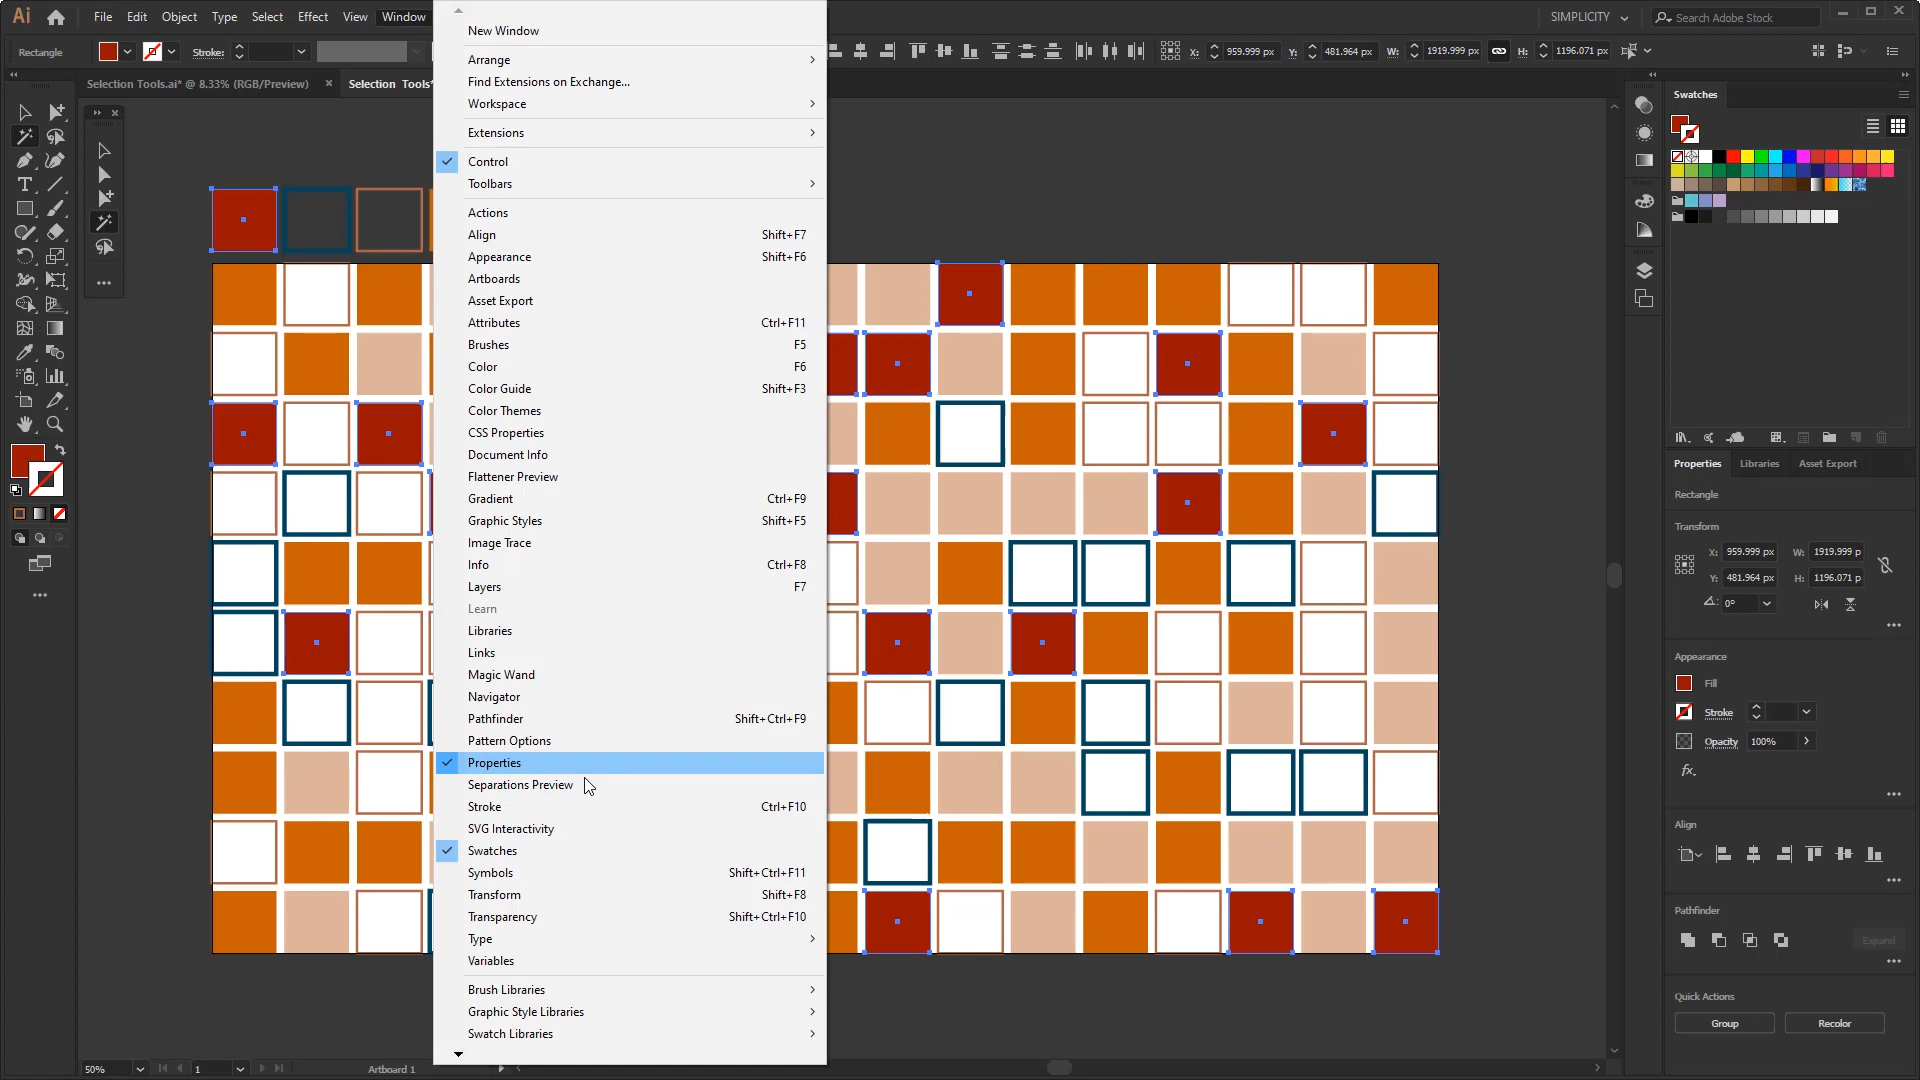 Ai File Edit Object Type Select Effect View Window SIMPLICITY Search Adobe Stock
Rectangle Stroke: X: 959.999 px Y: 481.964 px W: 1919.999 px H: 1196.071 px
Selection Tools.ai* @ 8.33% (RGB/Preview) × Selection Tools*
New Window
Arrange
Find Extensions on Exchange...
Workspace
Extensions
Control
Toolbars
Actions
Align Shift+F7
Appearance Shift+F6
Artboards
Asset Export
Attributes Ctrl+F11
Brushes F5
Color F6
Color Guide Shift+F3
Color Themes
CSS Properties
Document Info
Flattener Preview
Gradient Ctrl+F9
Graphic Styles Shift+F5
Image Trace
Info Ctrl+F8
Layers F7
Learn
Libraries
Links
Magic Wand
Navigator
Pathfinder Shift+Ctrl+F9
Pattern Options
Properties
Separations Preview
Stroke Ctrl+F10
SVG Interactivity
Swatches
Symbols Shift+Ctrl+F11
Transform Shift+F8
Transparency Shift+Ctrl+F10
Type
Variables
Brush Libraries
Graphic Style Libraries
Swatch Libraries
Swatches
Properties Libraries Asset Export
Rectangle
Transform
X: 959.999 px W: 1919.999 p
Y: 481.964 px H: 1196.071 p
0°
Appearance
Fill
Stroke
Opacity 100%
fx.
Align
Pathfinder
Expand
Quick Actions
Group Recolor
50% 1 Artboard 1